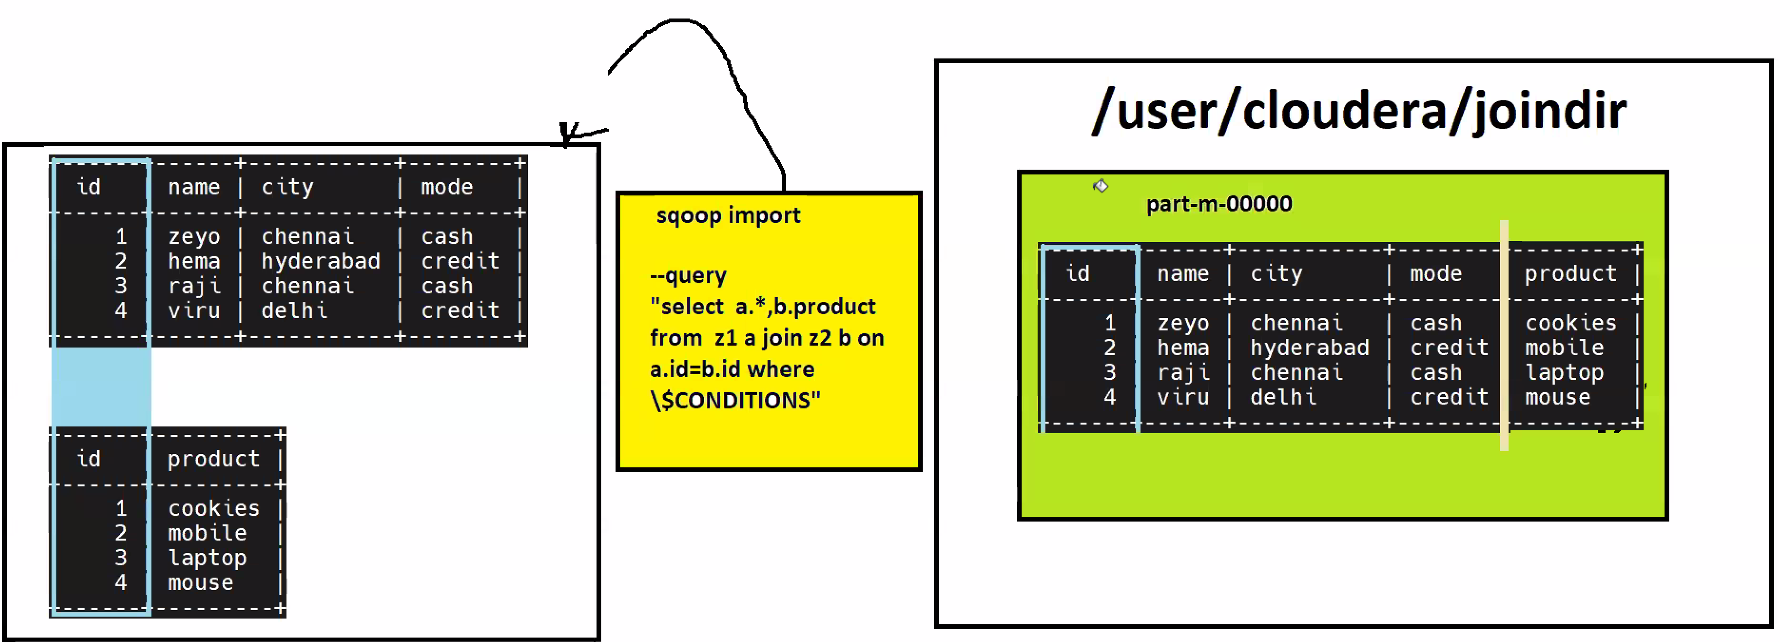 id | name | city | mode |
1 | zeyo | chennai | cash |
2 | hema | hyderabad | credit |
3 | raji | chennai | cash |
4 | viru | delhi | credit |
id | product |
1 | cookies |
2 | mobile |
3 | laptop |
4 | mouse |
sqoop import
--query
"select a.*,b.product
from z1 a join z2 b on
a.id=b.id where
\$CONDITIONS"
/user/cloudera/joindir
part-m-00000
id | name | city | mode | product |
1 | zeyo | chennai | cash | cookies |
2 | hema | hyderabad | credit | mobile |
3 | raji | chennai | cash | laptop |
4 | viru | delhi | credit | mouse |